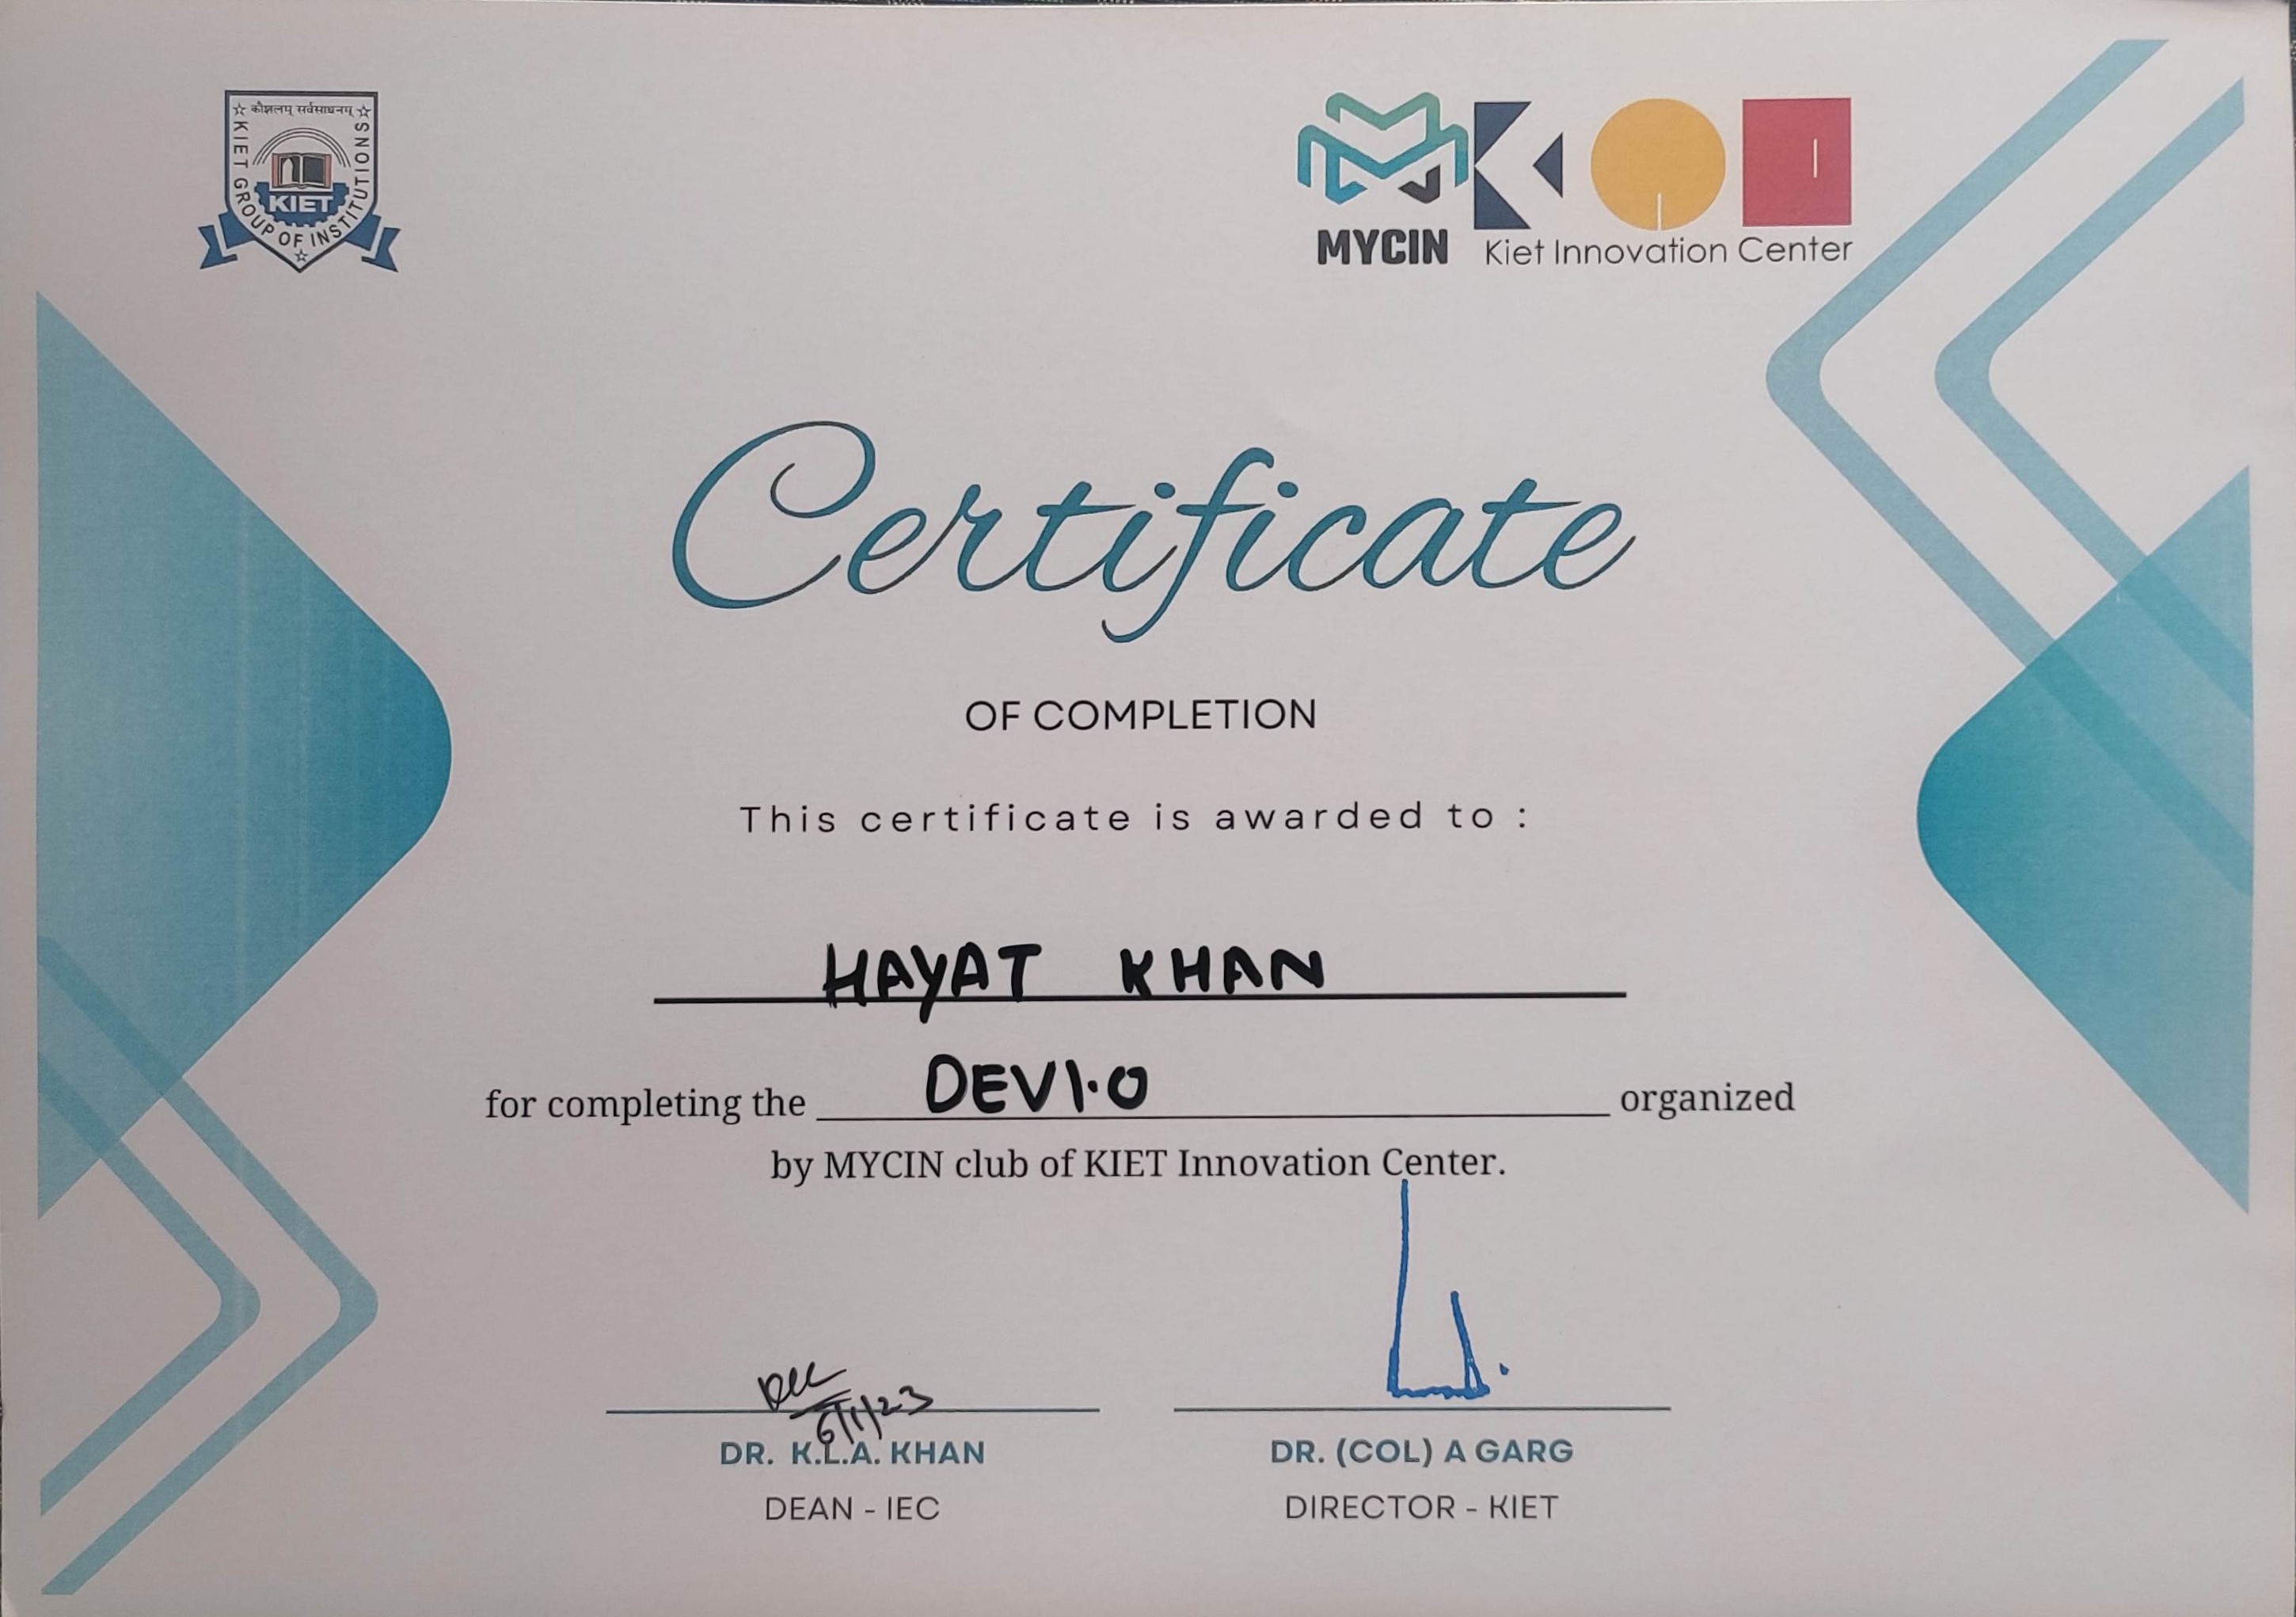 कौशलम् सर्वसाधनम्
KIET GROUP OF INSTITUTIONS
KIET
MYCIN
Kiet Innovation Center
Certificate
OF COMPLETION
This certificate is awarded to :
HAYAT KHAN
for completing the DEV1.0 organized
by MYCIN club of KIET Innovation Center.
6/1/23
DR. K.L.A. KHAN
DEAN - IEC
DR. (COL) A GARG
DIRECTOR - KIET